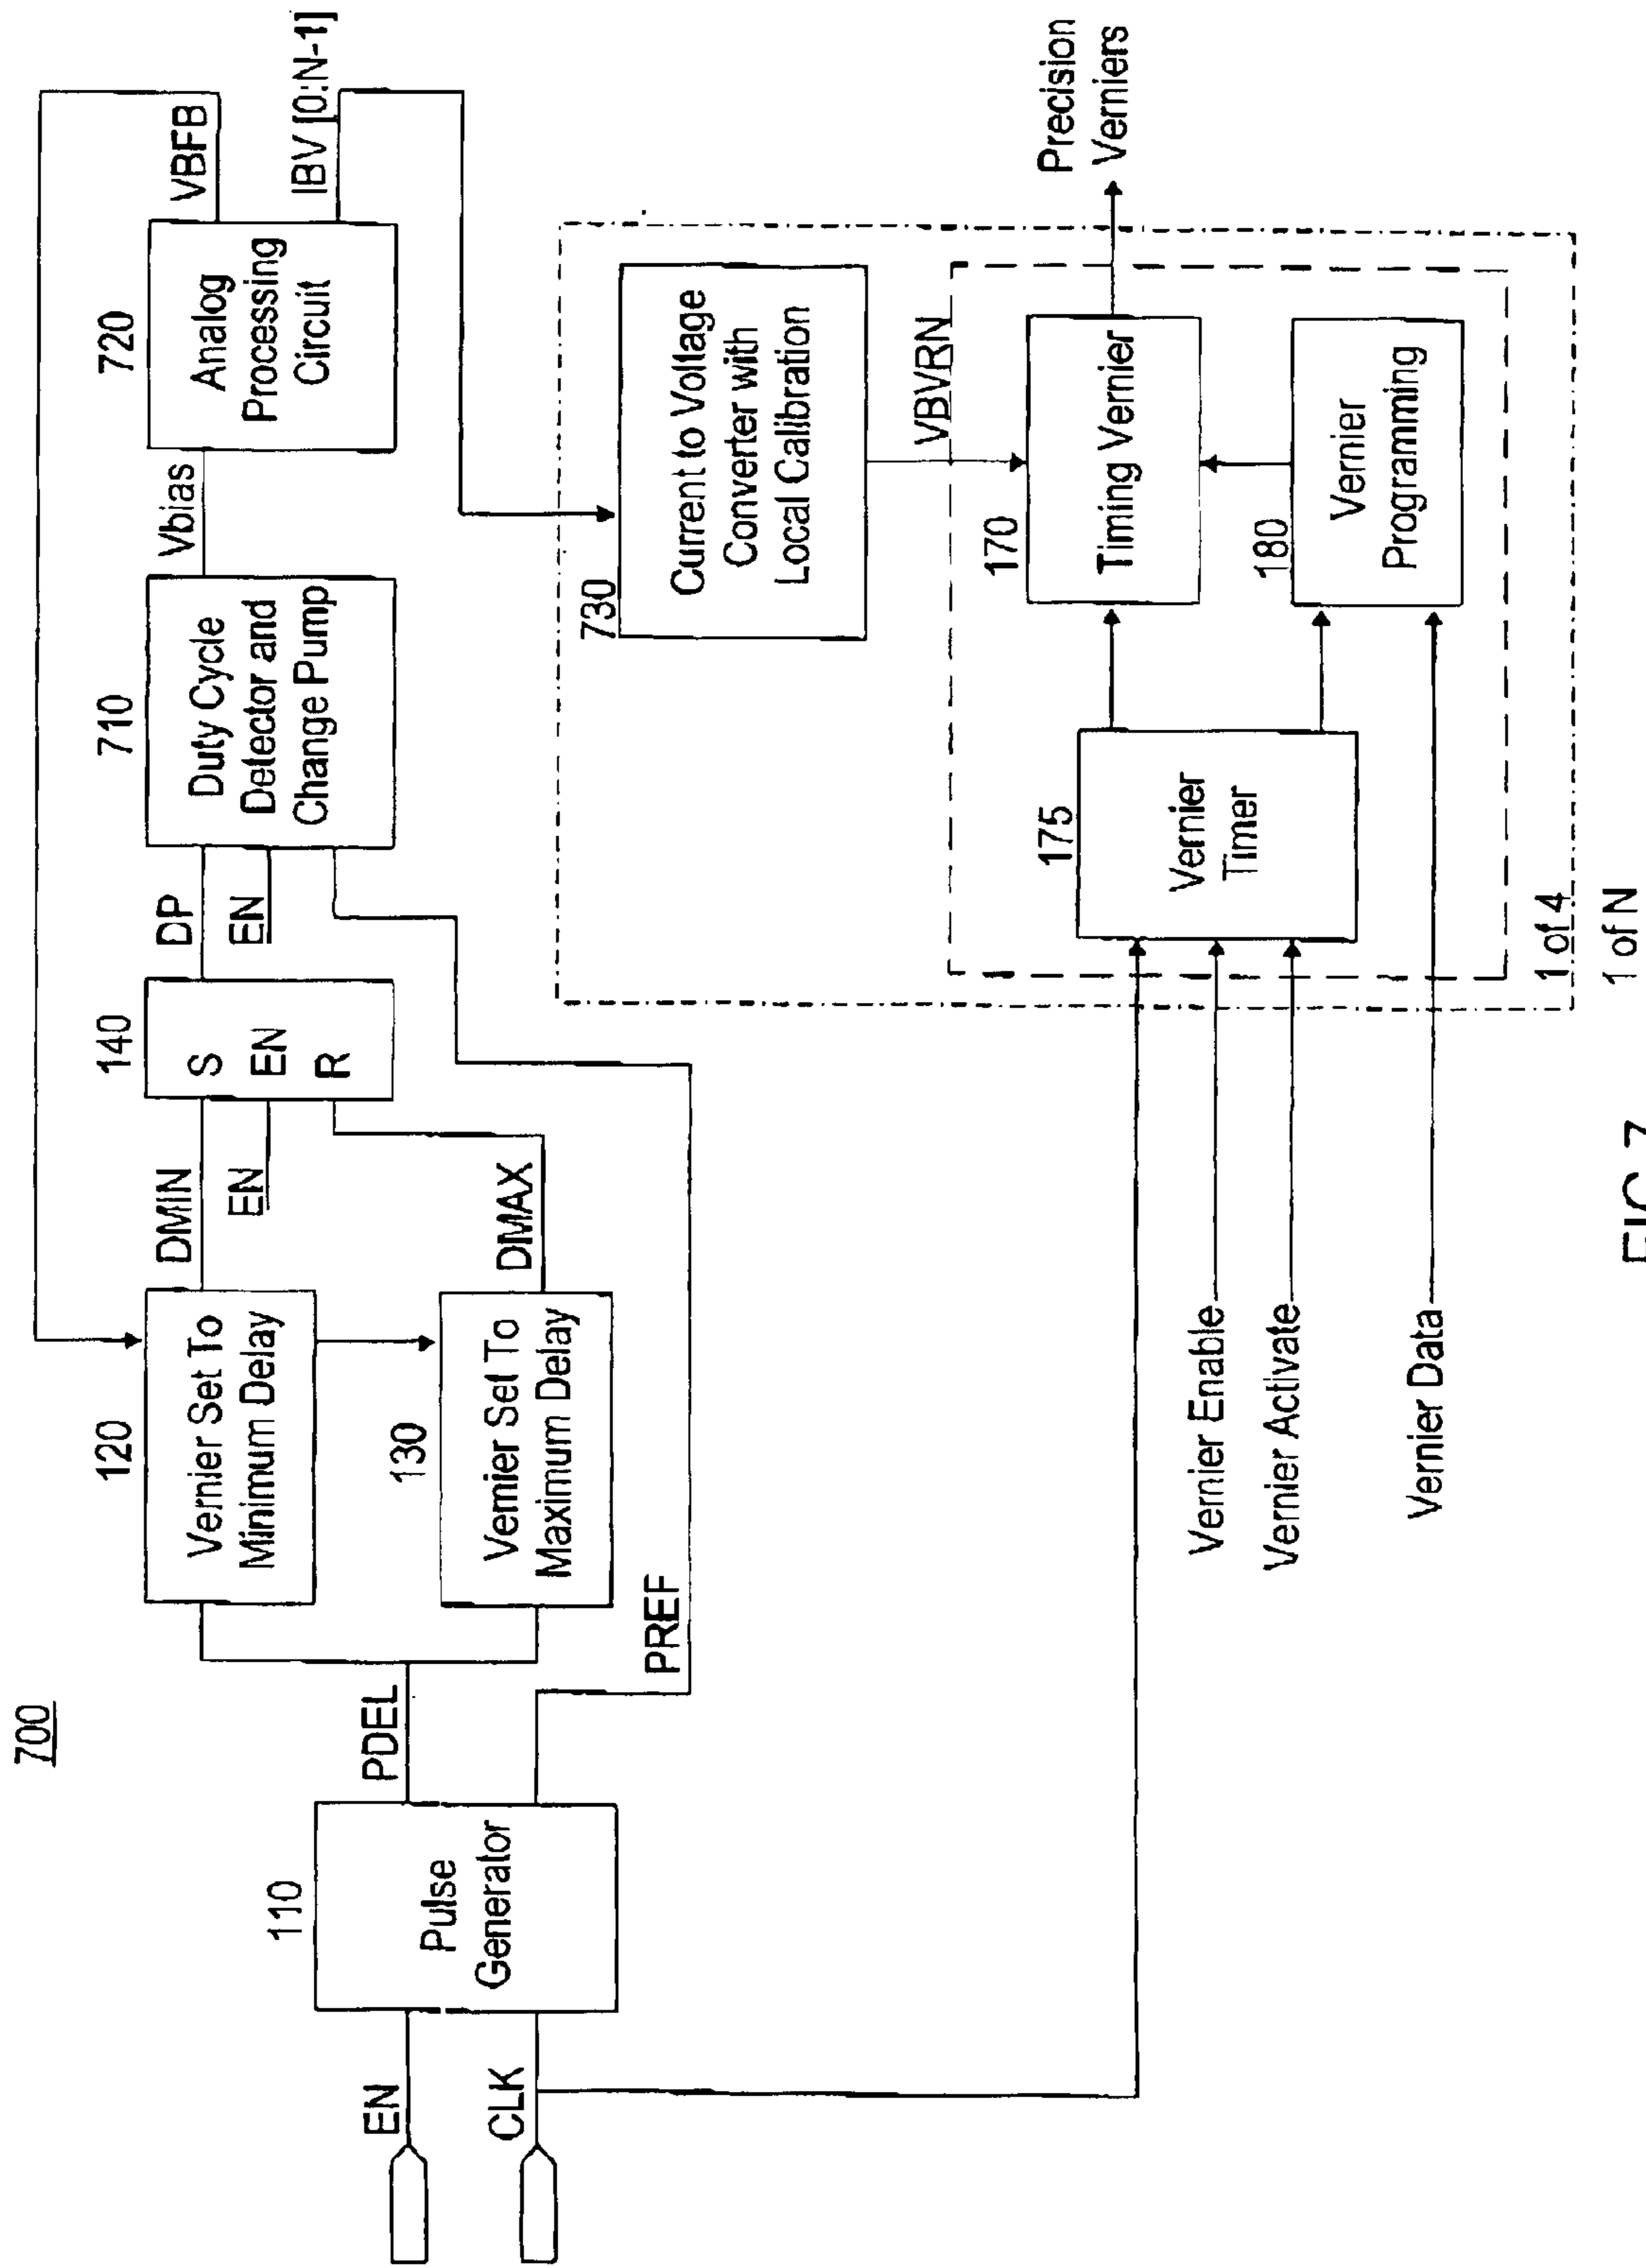 700
EN
CLK
110
Pulse
Generator
PDEL
PREF
120
Vernier Set To
Minimum Delay
130
Vernier Set To
Maximum Delay
DMIN
EN
DMAX
140
S
EN
R
DP
EN
710
Duty Cycle
Detector and
Change Pump
Vbias
720
Analog
Processing
Circuit
VBFB
IBV [0:N-1]
730
Current to Voltage
Converter with
Local Calibration
VBVRN
170
Timing Vernier
Precision
Verniers
175
Vernier
Timer
180
Vernier
Programming
Vernier Enable
Vernier Activate
Vernier Data
1 of 4
1 of N
FIG 7